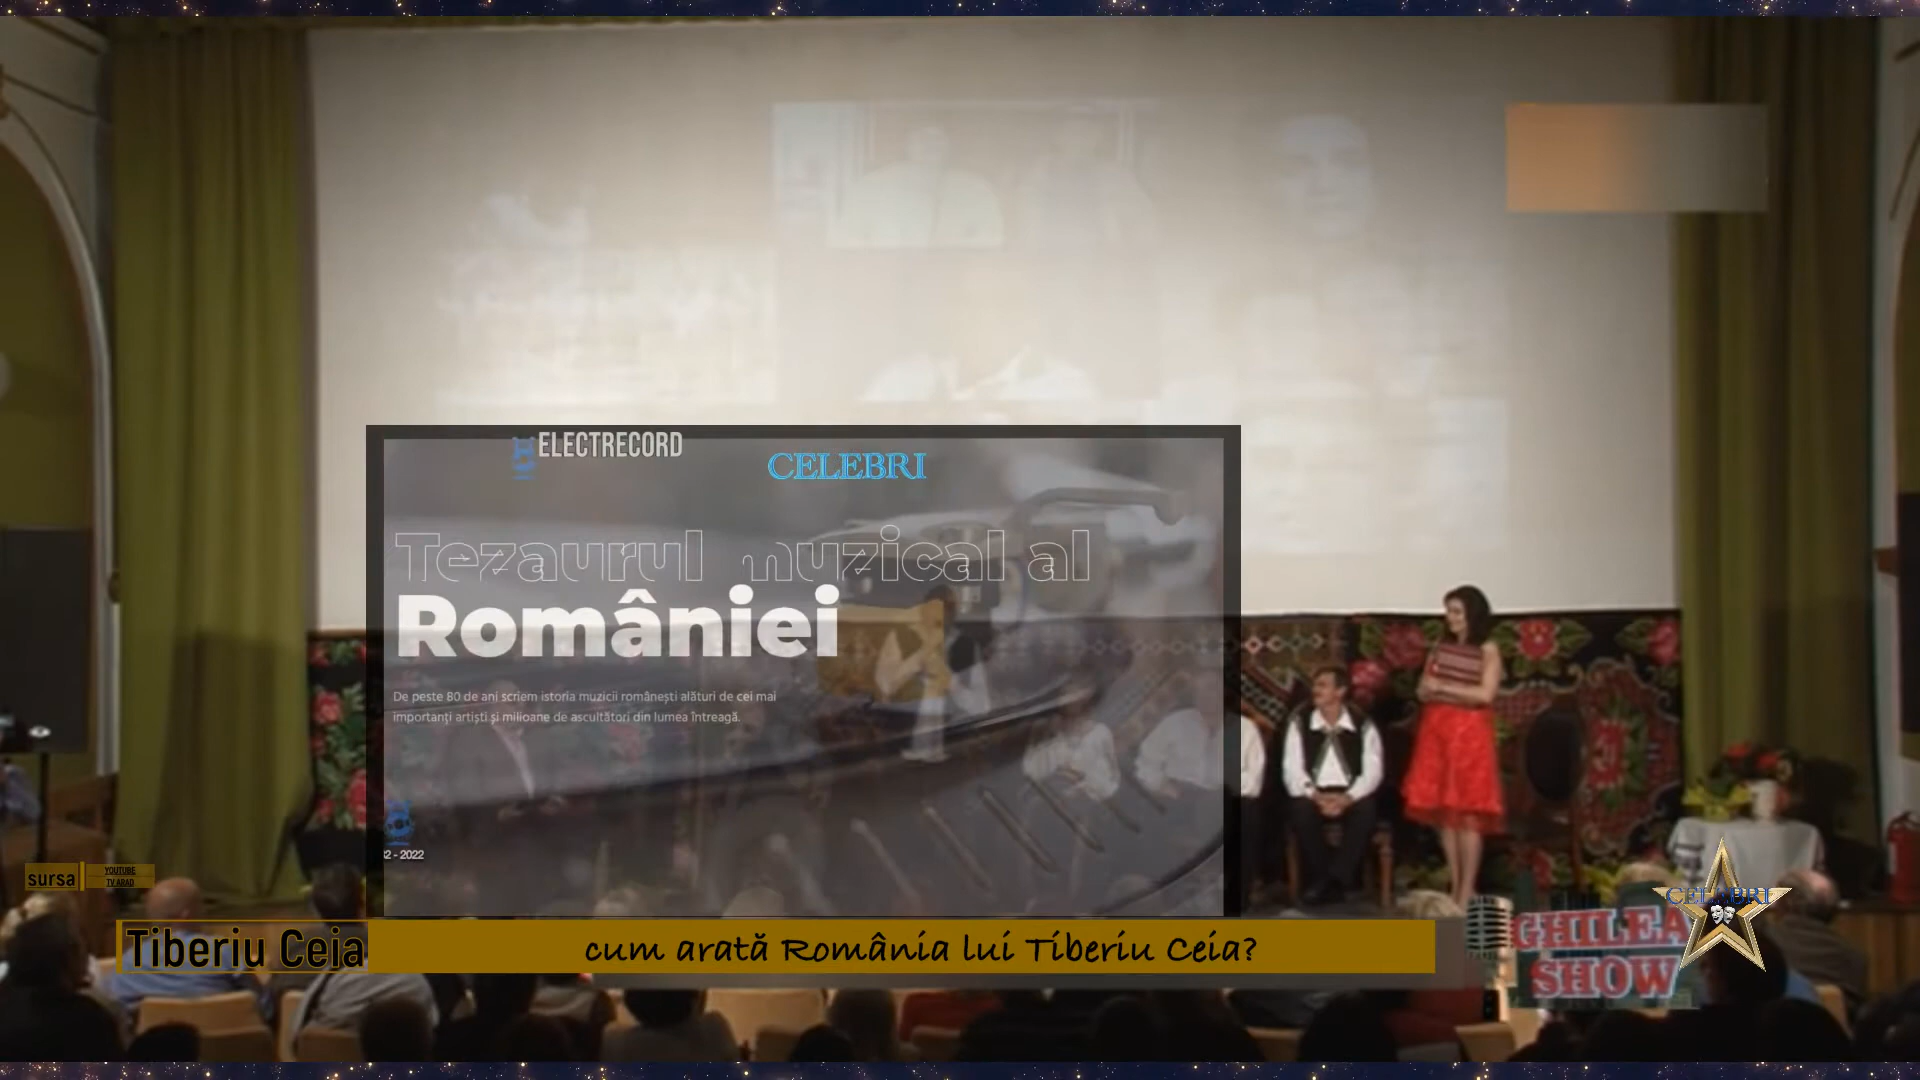 ELECTRECORD
CELEBRI
Tezaurul muzical al
României
De peste 80 de ani scriem istoria muzicii românești alături de cei mai
importanți artiști și milioane de ascultători din lumea întreagă.
2 - 2022
sursa
YOUTUBE
TV ARAD
Tiberiu Ceia
cum arată România lui Tiberiu Ceia?
GHILEA
SHOW
CELEBRI